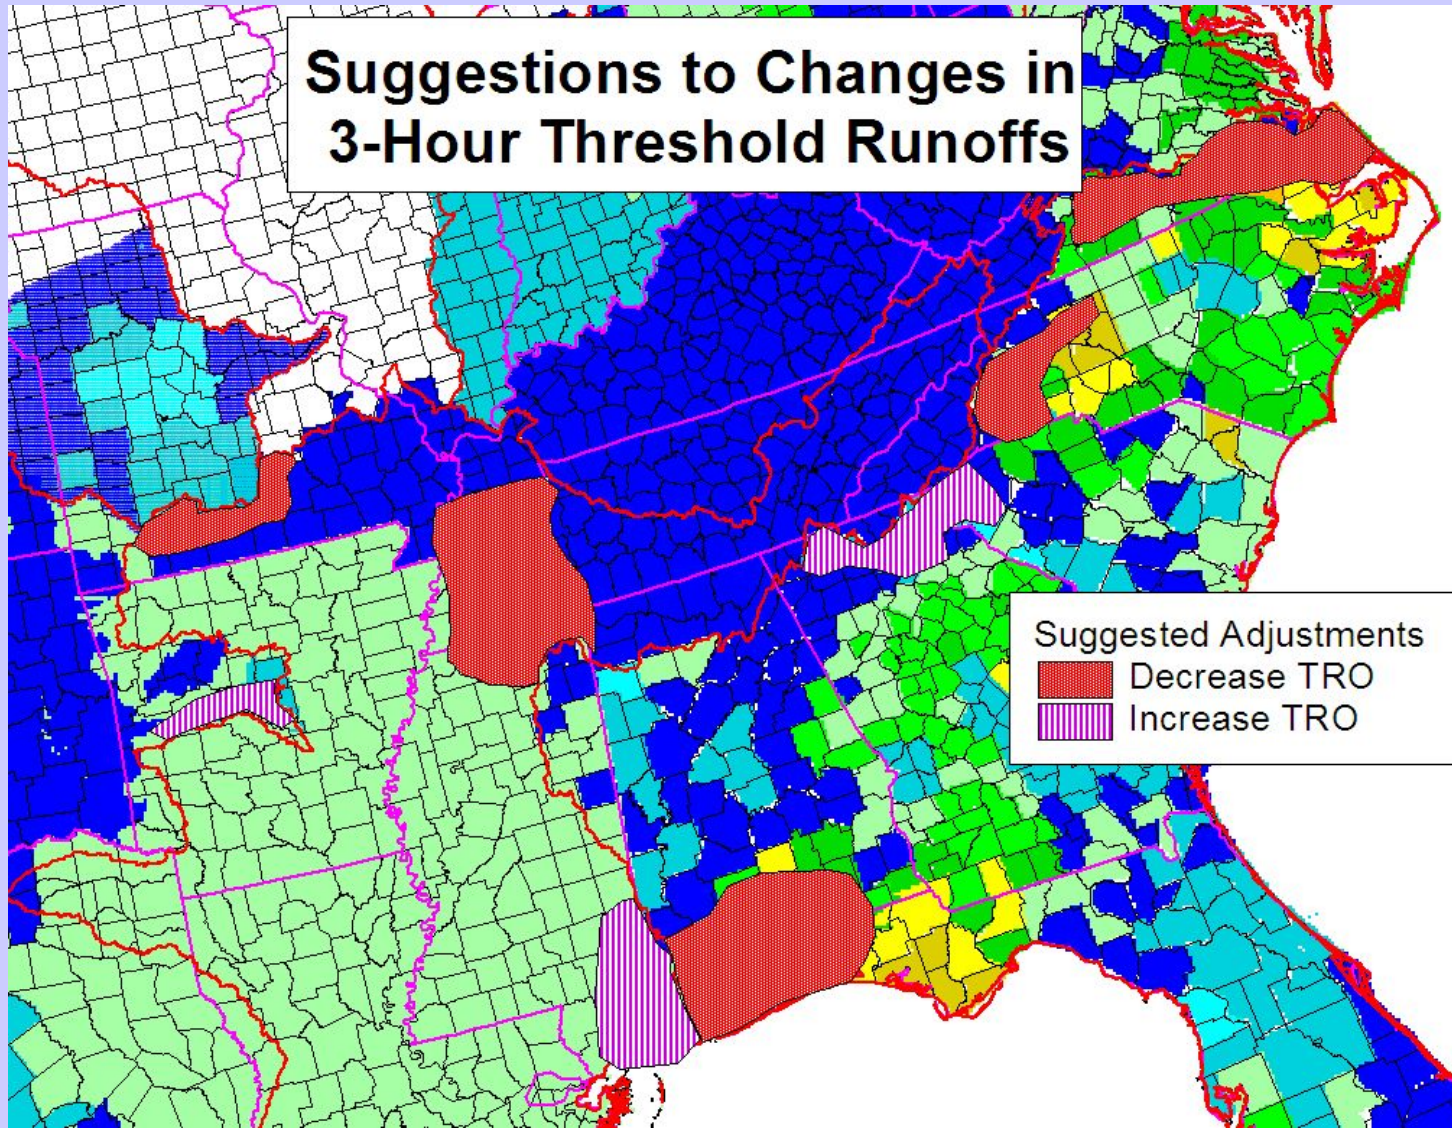 Suggestions to Changes in
3-Hour Threshold Runoffs
Suggested Adjustments
Decrease TRO
Increase TRO